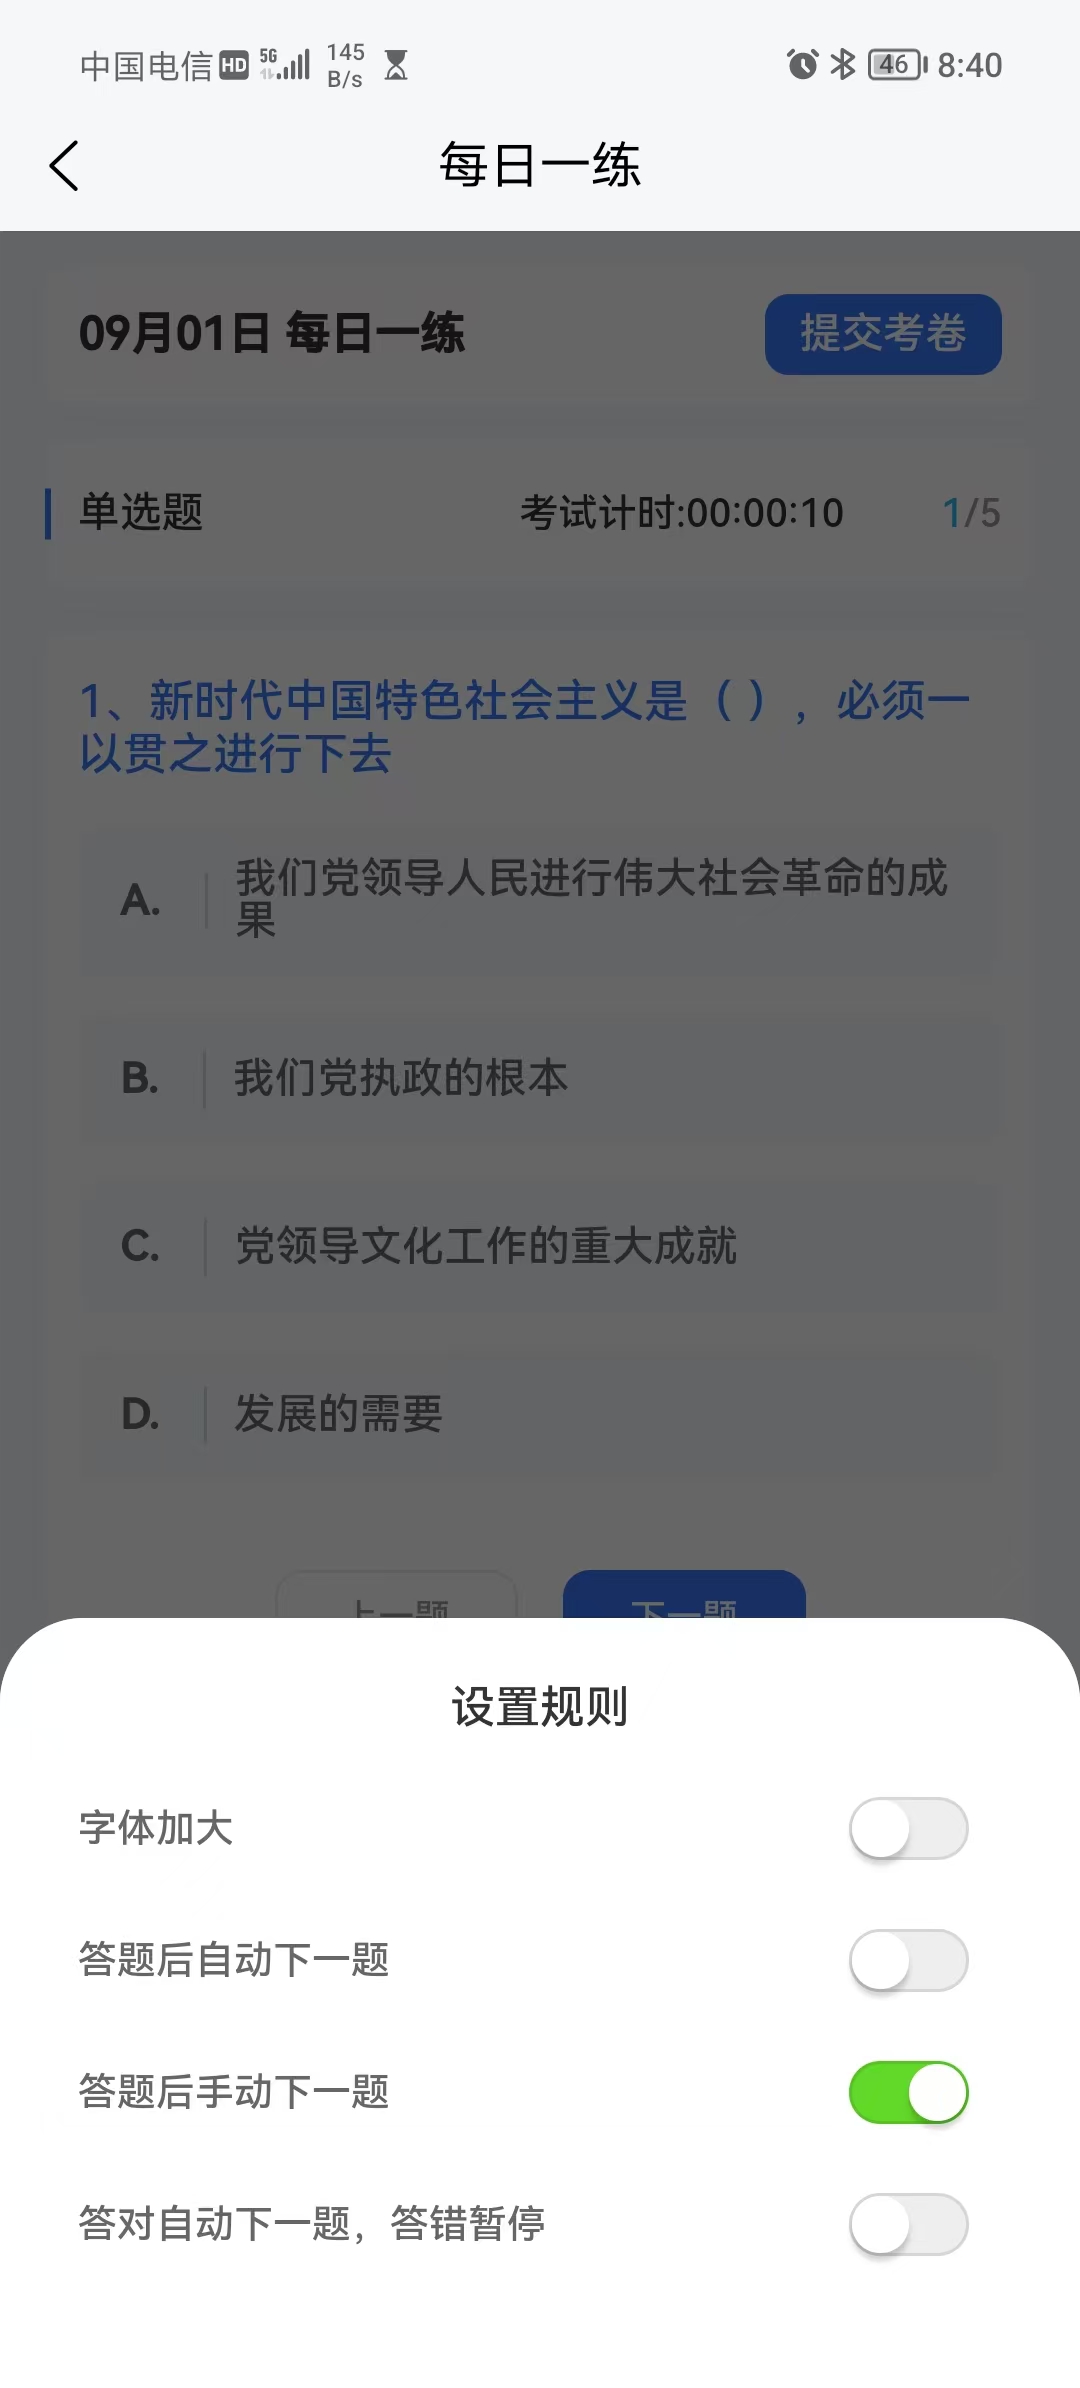 中国电信 HD 5G 145 B/s 46 8:40
每日一练
09月01日 每日一练 提交考卷
单选题 考试计时:00:00:10 1/5
1、新时代中国特色社会主义是（ ），必须一
以贯之进行下去
A. 我们党领导人民进行伟大社会革命的成
果
B. 我们党执政的根本
C. 党领导文化工作的重大成就
D. 发展的需要
上一题 下一题
设置规则
字体加大
答题后自动下一题
答题后手动下一题
答对自动下一题，答错暂停